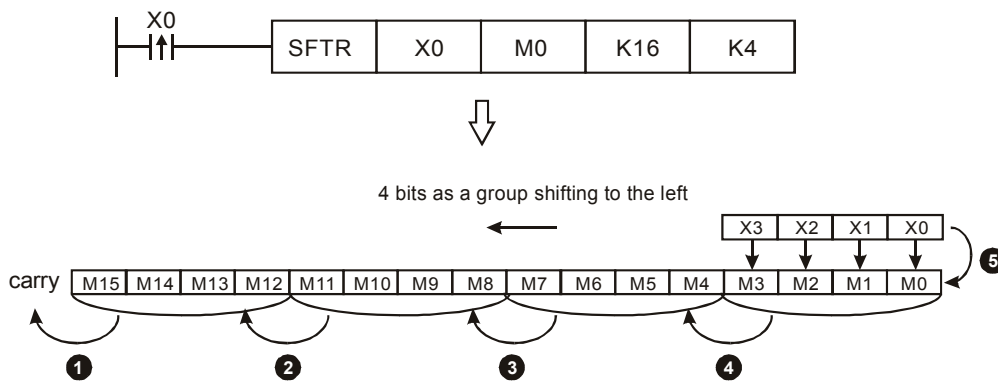 X0
SFTR X0 M0 K16 K4
4 bits as a group shifting to the left
X3 X2 X1 X0
5
carry M15 M14 M13 M12 M11 M10 M9 M8 M7 M6 M5 M4 M3 M2 M1 M0
1 2 3 4